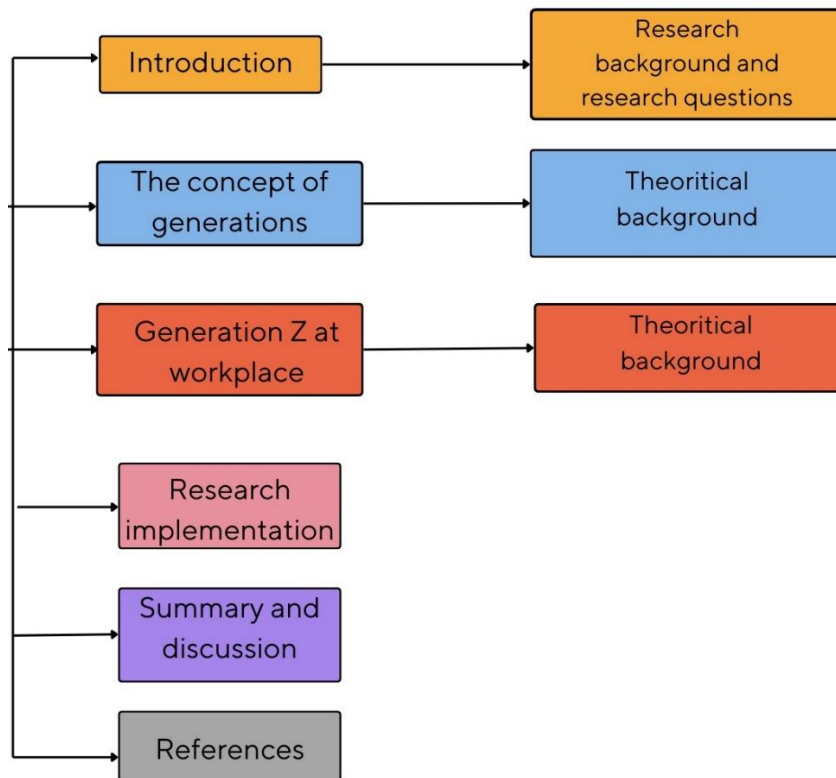 Introduction
Research
background and
research questions
The concept of
generations
Theoritical
background
Generation Z at
workplace
Theoritical
background
Research
implementation
Summary and
discussion
References